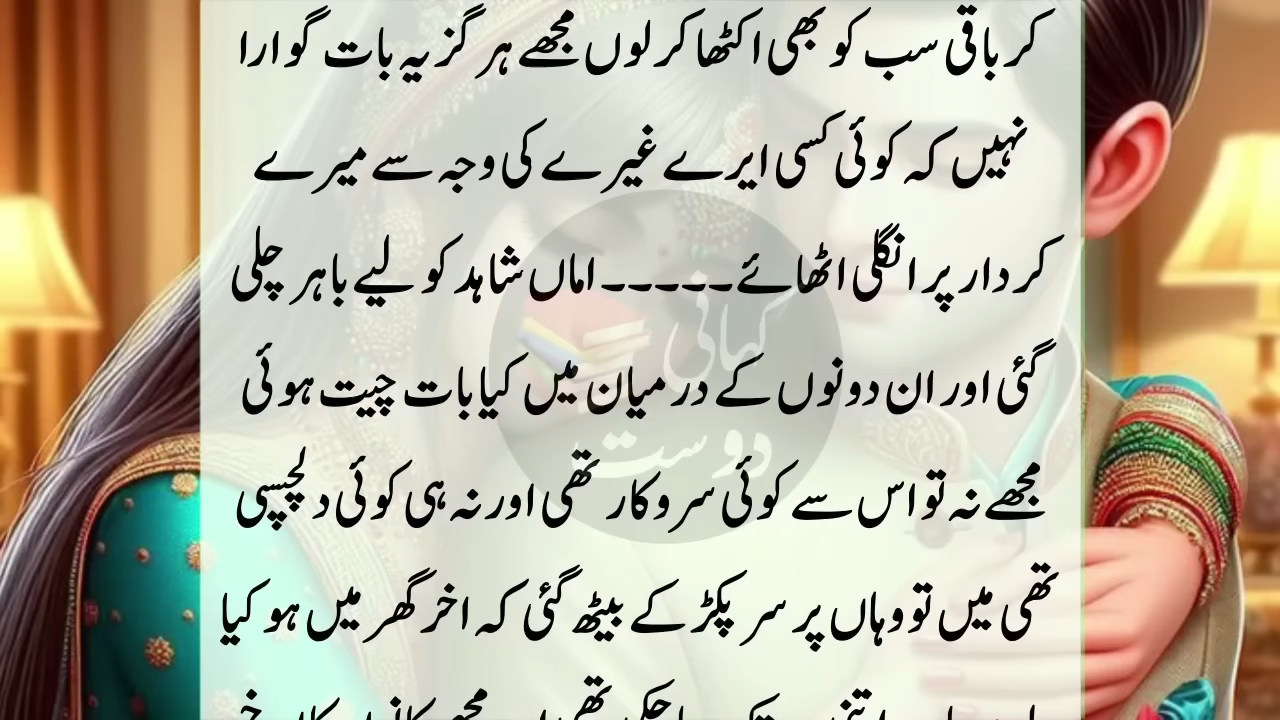 کر باقی سب کو بھی اکٹھا کر لوں مجھے ہر گز یہ بات گوارا
نہیں کہ کوئی کسی ایرے غیرے کی وجہ سے میرے
کردار پر انگلی اٹھائے۔۔۔۔۔اماں شاہد کو لیے باہر چلی
گئی اور ان دونوں کے درمیان میں کیا بات چیت ہوئی
مجھے نہ تو اس سے کوئی سروکار تھی اور نہ ہی کوئی دلچسپی
تھی میں تو وہاں پر سر پکڑ کے بیٹھ گئی کہ اخر گھر میں ہو کیا
کہانی
دوست